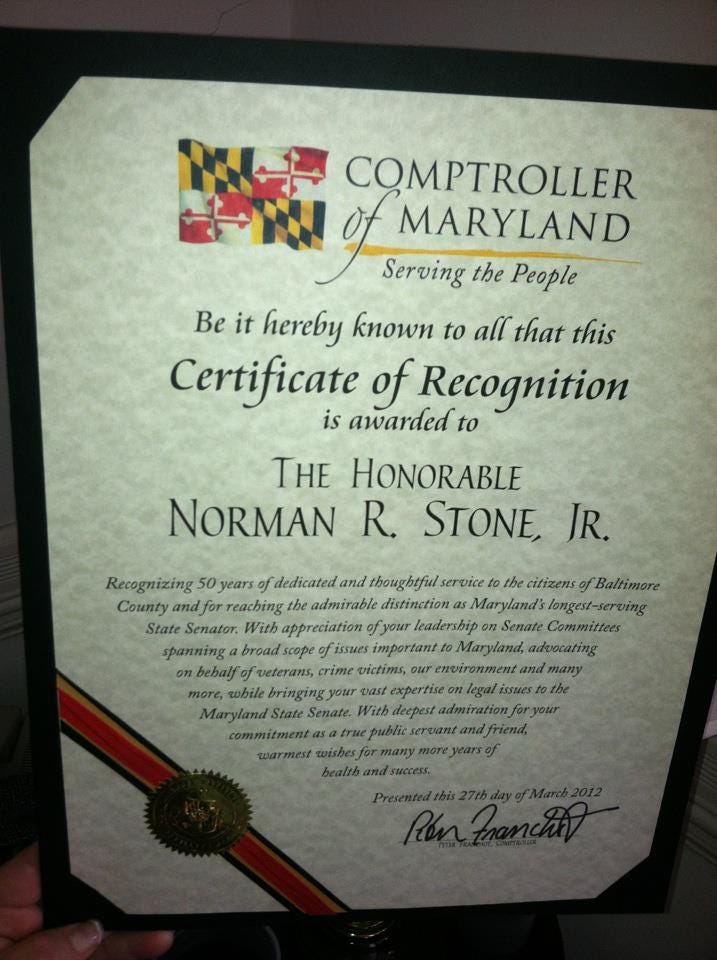 COMPTROLLER
of MARYLAND
Serving the People
Be it hereby known to all that this
Certificate of Recognition
is awarded to
THE HONORABLE
NORMAN R. STONE, JR.
Recognizing 50 years of dedicated and thoughtful service to the citizens of Baltimore
County and for reaching the admirable distinction as Maryland's longest-serving
State Senator. With appreciation of your leadership on Senate Committees
spanning a broad scope of issues important to Maryland, advocating
on behalf of veterans, crime victims, our environment and many
more, while bringing your vast expertise on legal issues to the
Maryland State Senate. With deepest admiration for your
commitment as a true public servant and friend,
warmest wishes for many more years of
health and success.
Presented this 27th day of March 2012
Peter Franchot
PETER FRANCHOT, COMPTROLLER